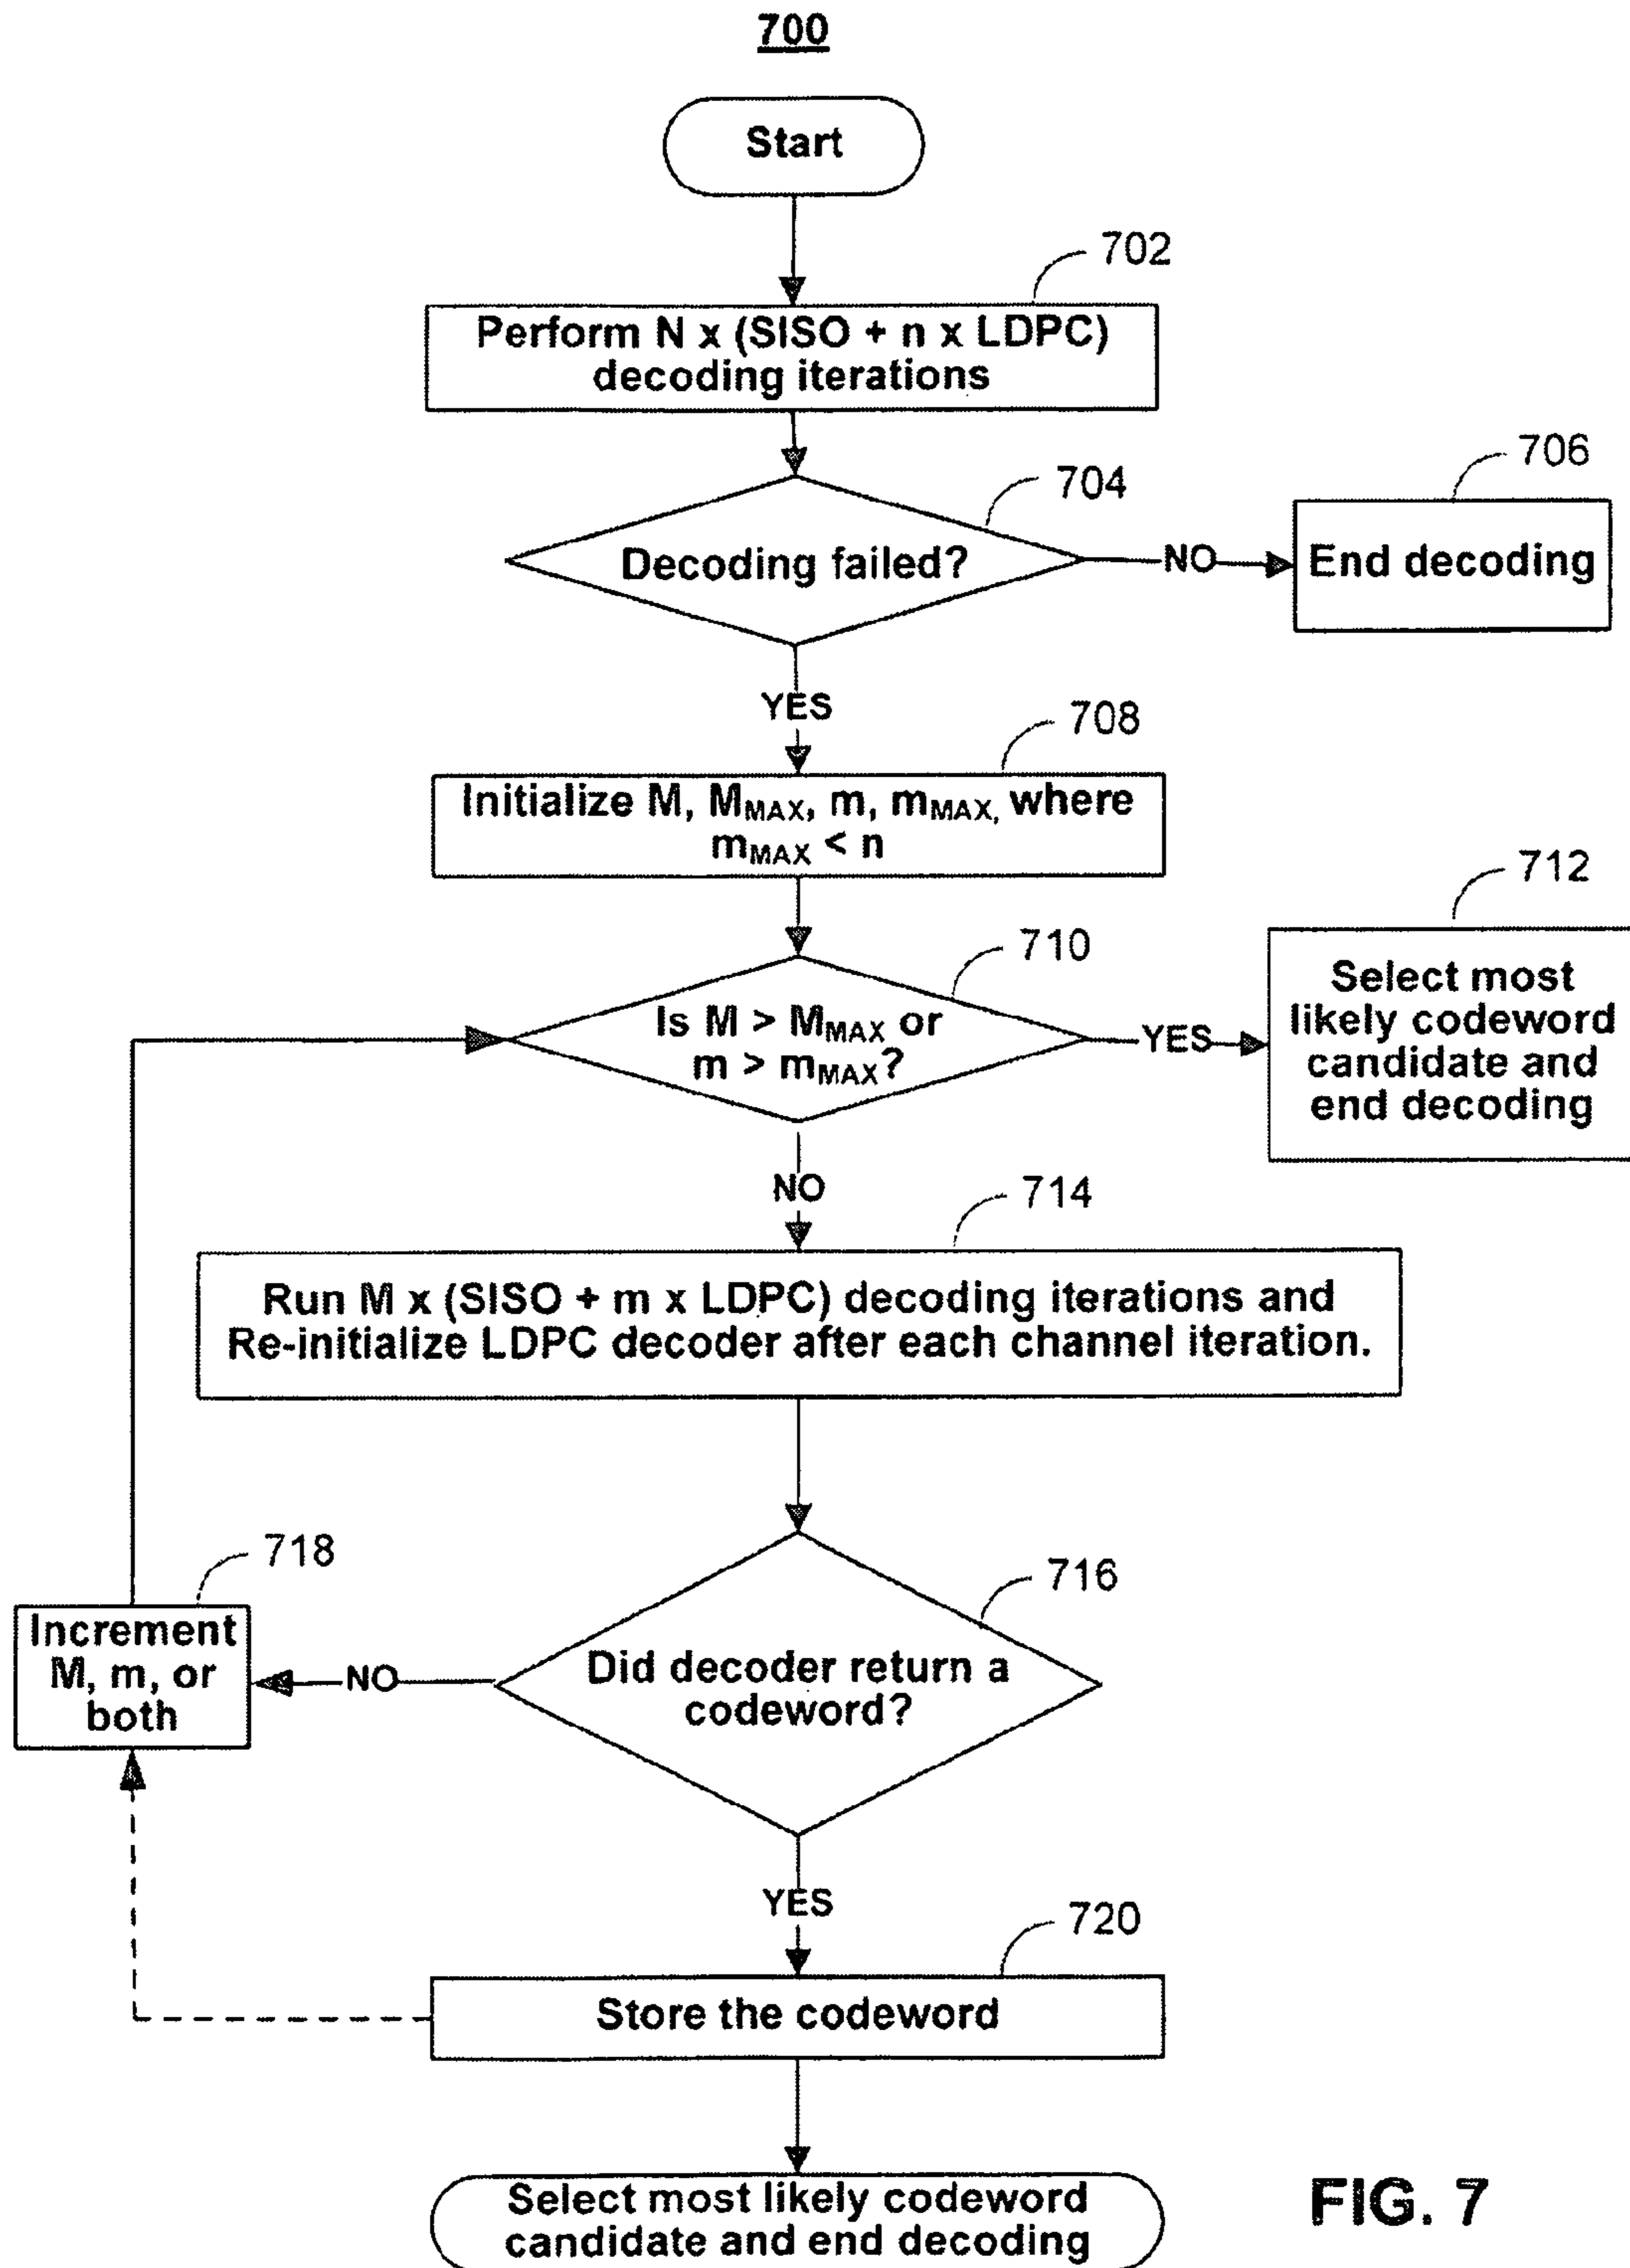 700
Start
702
Perform N x (SISO + n x LDPC)
decoding iterations
704
Decoding failed?
NO
706
End decoding
YES
708
Initialize M, MMAX, m, mMAX, where
mMAX < n
710
Is M > MMAX or
m > mMAX?
YES
712
Select most
likely codeword
candidate and
end decoding
NO
714
Run M x (SISO + m x LDPC) decoding iterations and
Re-initialize LDPC decoder after each channel iteration.
716
Did decoder return a
codeword?
NO
718
Increment
M, m, or
both
YES
720
Store the codeword
Select most likely codeword
candidate and end decoding
FIG. 7